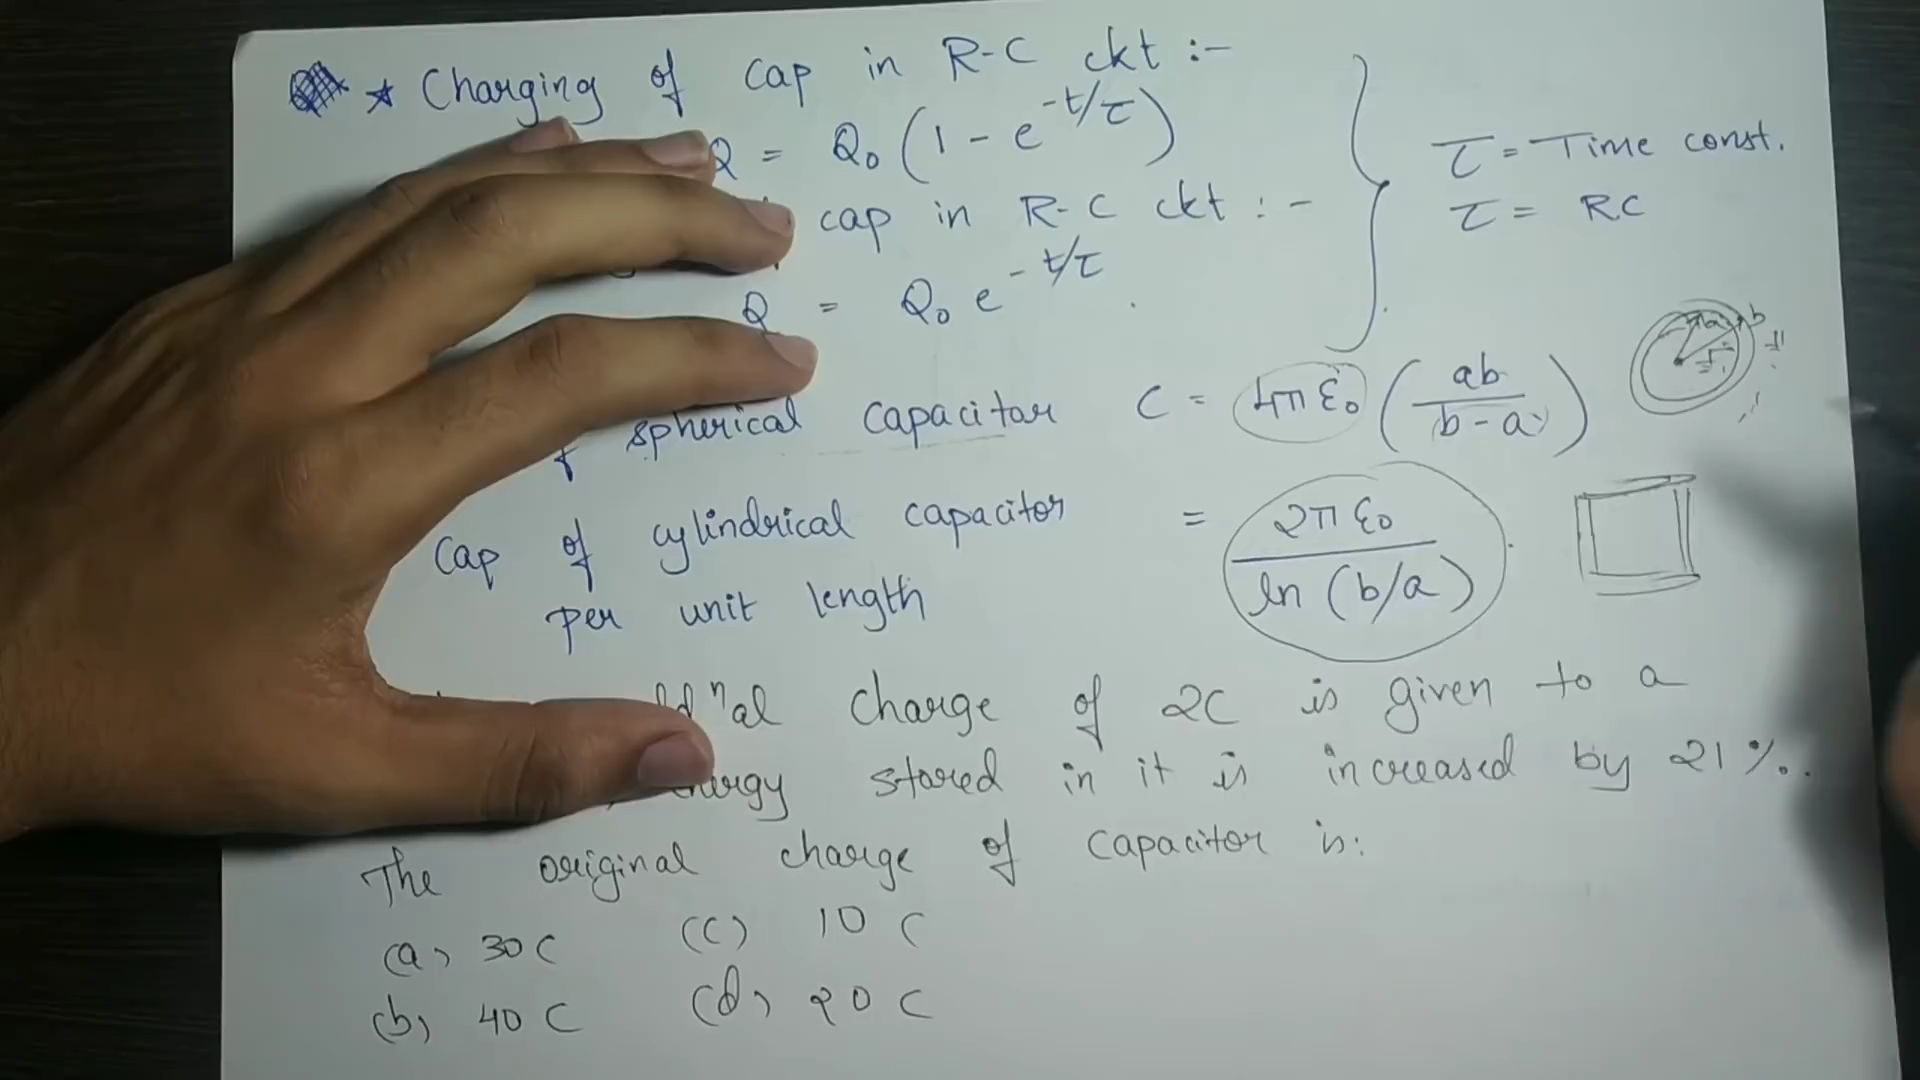 ★ Charging of cap in R-C ckt :-
Q = Q₀ (1 - e^-t/τ)
τ = Time const.
cap in R-C ckt :-
τ = RC
Q = Q₀ e^-t/τ
spherical capacitor C = 4πε₀ (ab/b-a)
Cap of cylindrical capacitor = 2πε₀/ln (b/a)
per unit length
charge of 2C is given to a
stored in it is increased by 21%.
The original charge of capacitor is:
(a) 30C (c) 10 C
(b) 40 C (d) 20 C